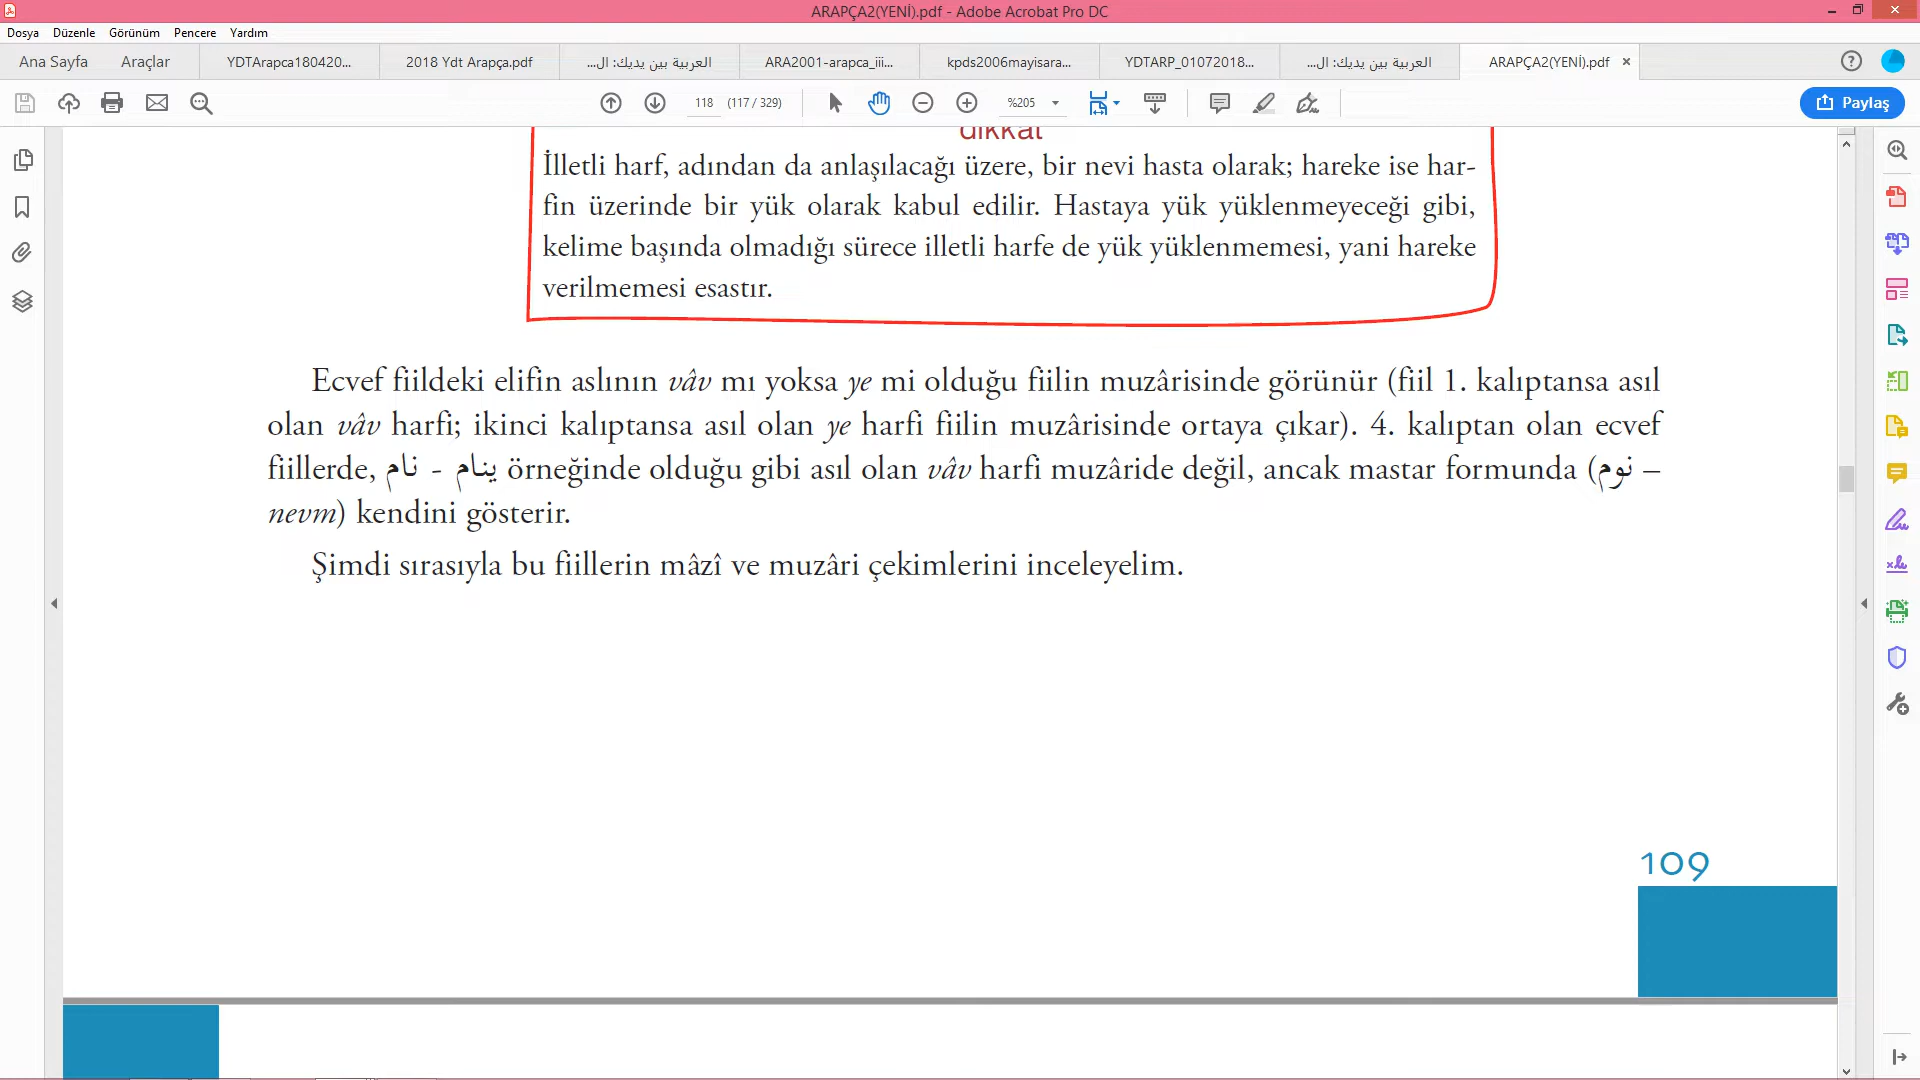 ARAPÇA2(YENİ).pdf - Adobe Acrobat Pro DC
Dosya Düzenle Görünüm Pencere Yardım
Ana Sayfa Araçlar YDTArapca180420... 2018 Ydt Arapça.pdf العربية بين يديك: ال... ARA2001-arapca_iii... kpds2006mayisara... YDTARP_01072018... العربية بين يديك: ال... ARAPÇA2(YENİ).pdf ×
118 (117 / 329) %205 Paylaş
dikkat
İlletli harf, adından da anlaşılacağı üzere, bir nevi hasta olarak; hareke ise har-
fin üzerinde bir yük olarak kabul edilir. Hastaya yük yüklenmeyeceği gibi,
kelime başında olmadığı sürece illetli harfe de yük yüklenmemesi, yani hareke
verilmemesi esastır.
Ecvef fiildeki elifin aslının vâv mı yoksa ye mi olduğu fiilin muzârisinde görünür (fiil 1. kalıptansa asıl
olan vâv harfi; ikinci kalıptansa asıl olan ye harfi fiilin muzârisinde ortaya çıkar). 4. kalıptan olan ecvef
fiillerde, نام - ينام örneğinde olduğu gibi asıl olan vâv harfi muzâride değil, ancak mastar formunda (نوم –
nevm) kendini gösterir.
Şimdi sırasıyla bu fiillerin mâzî ve muzâri çekimlerini inceleyelim.
109